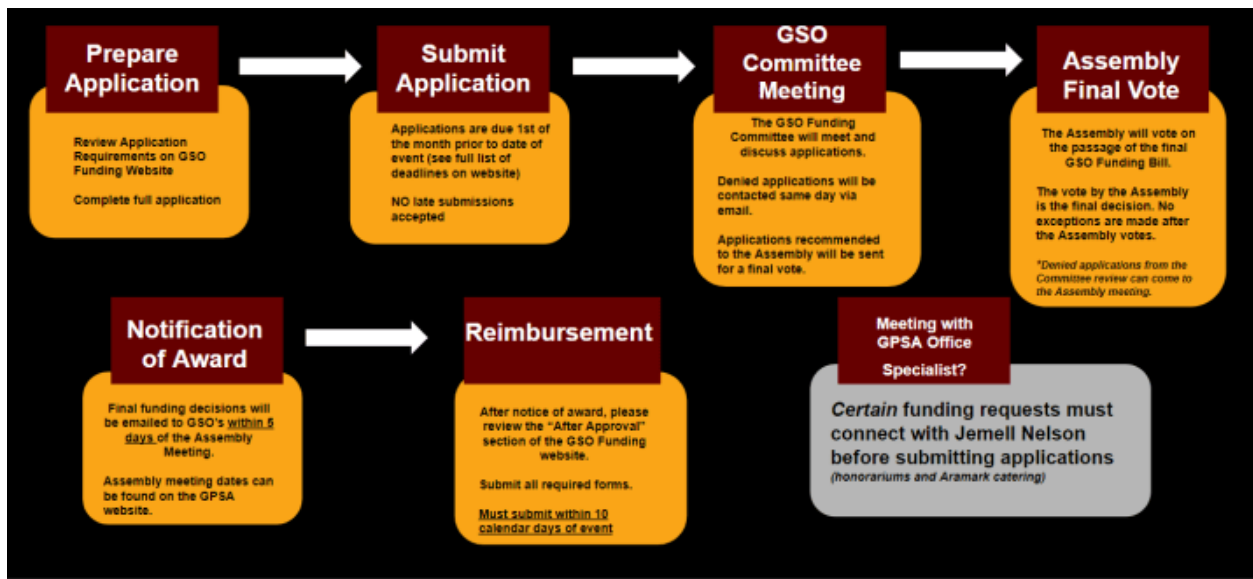 Prepare
Application
Review Application
Requirements on GSO
Funding Website
Complete full application
Submit
Application
Applications are due 1st of
the month prior to date of
event (see full list of
deadlines on website)
NO late submissions
accepted
GSO
Committee
Meeting
The GSO Funding
Committee will meet and
discuss applications.
Denied applications will be
contacted same day via
email.
Applications recommended
to the Assembly will be sent
for a final vote.
Assembly
Final Vote
The Assembly will vote on
the passage of the final
GSO Funding Bill.
The vote by the Assembly
is the final decision. No
exceptions are made after
the Assembly votes.
*Denied applications from the
Committee review can come to
the Assembly meeting.
Notification
of Award
Final funding decisions will
be emailed to GSO's within 5
days of the Assembly
Meeting.
Assembly meeting dates can
be found on the GPSA
website.
Reimbursement
After notice of award, please
review the "After Approval"
section of the GSO Funding
website.
Submit all required forms.
Must submit within 10
calendar days of event
Meeting with
GPSA Office
Specialist?
Certain funding requests must
connect with Jemell Nelson
before submitting applications
(honorariums and Aramark catering)